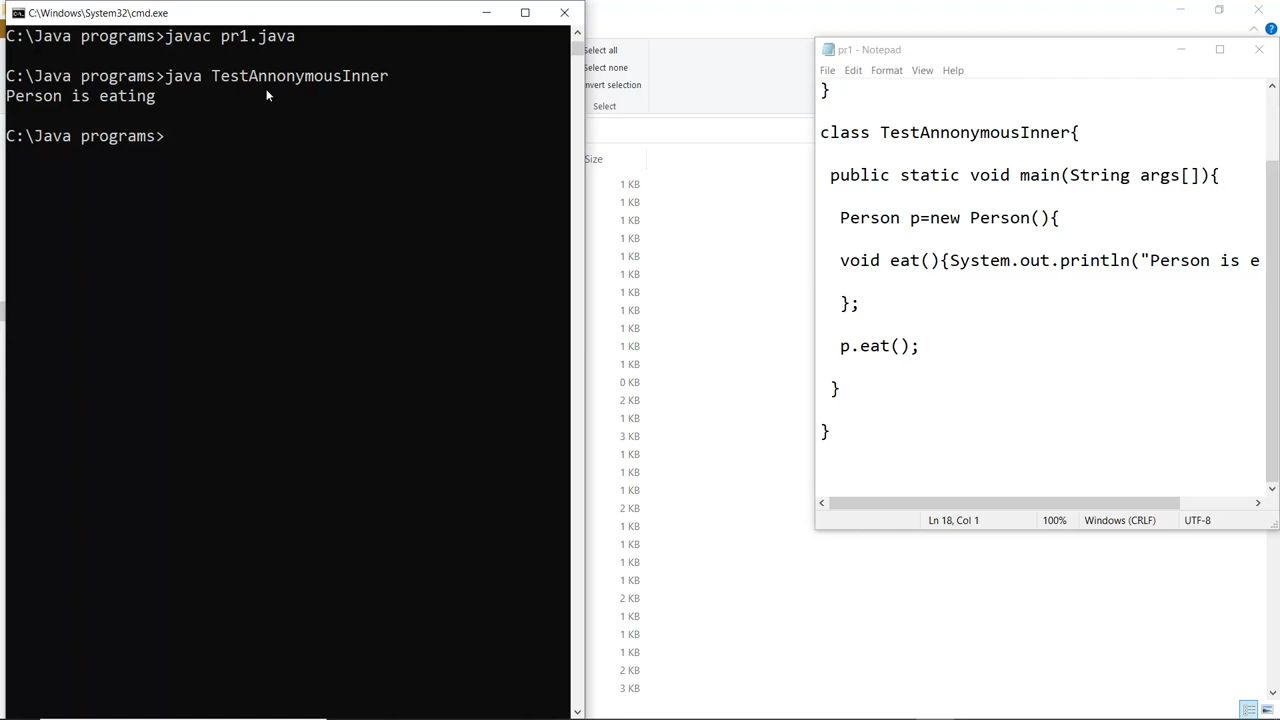 C:\Windows\System32\cmd.exe
C:\Java programs>javac pr1.java
C:\Java programs>java TestAnnonymousInner
Person is eating
C:\Java programs>
Select all
Select none
nvert selection
Select
Size
1 KB
1 KB
1 KB
1 KB
1 KB
1 KB
1 KB
1 KB
1 KB
1 KB
1 KB
0 KB
2 KB
1 KB
3 KB
1 KB
1 KB
1 KB
2 KB
1 KB
1 KB
1 KB
1 KB
2 KB
1 KB
1 KB
1 KB
2 KB
3 KB
pr1 - Notepad
File Edit Format View Help
}
class TestAnnonymousInner{
public static void main(String args[]){
Person p=new Person(){
void eat(){System.out.println("Person is e
};
p.eat();
}
}
Ln 18, Col 1 100% Windows (CRLF) UTF-8